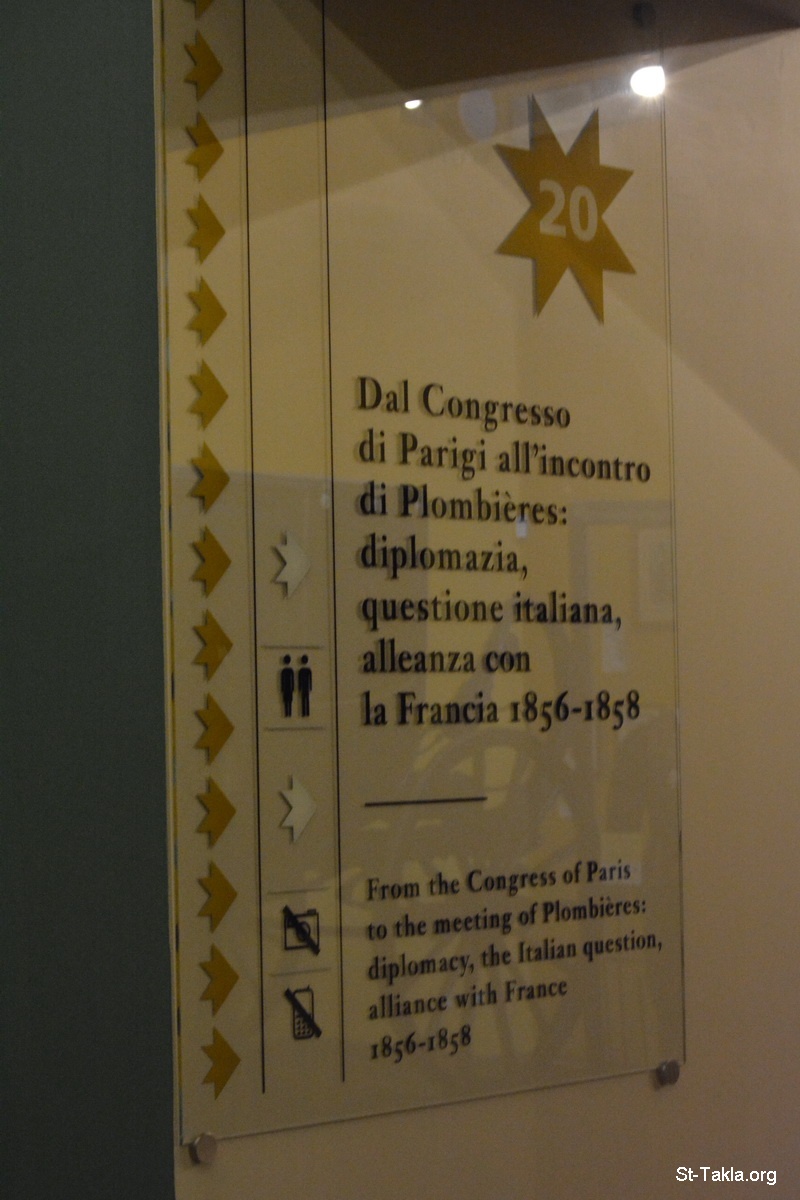 20
Dal Congresso
di Parigi all'incontro
di Plombières:
diplomazia,
questione italiana,
alleanza con
la Francia 1856-1858
From the Congress of Paris
to the meeting of Plombières:
diplomacy, the Italian question,
alliance with France
1856-1858
St-Takla.org